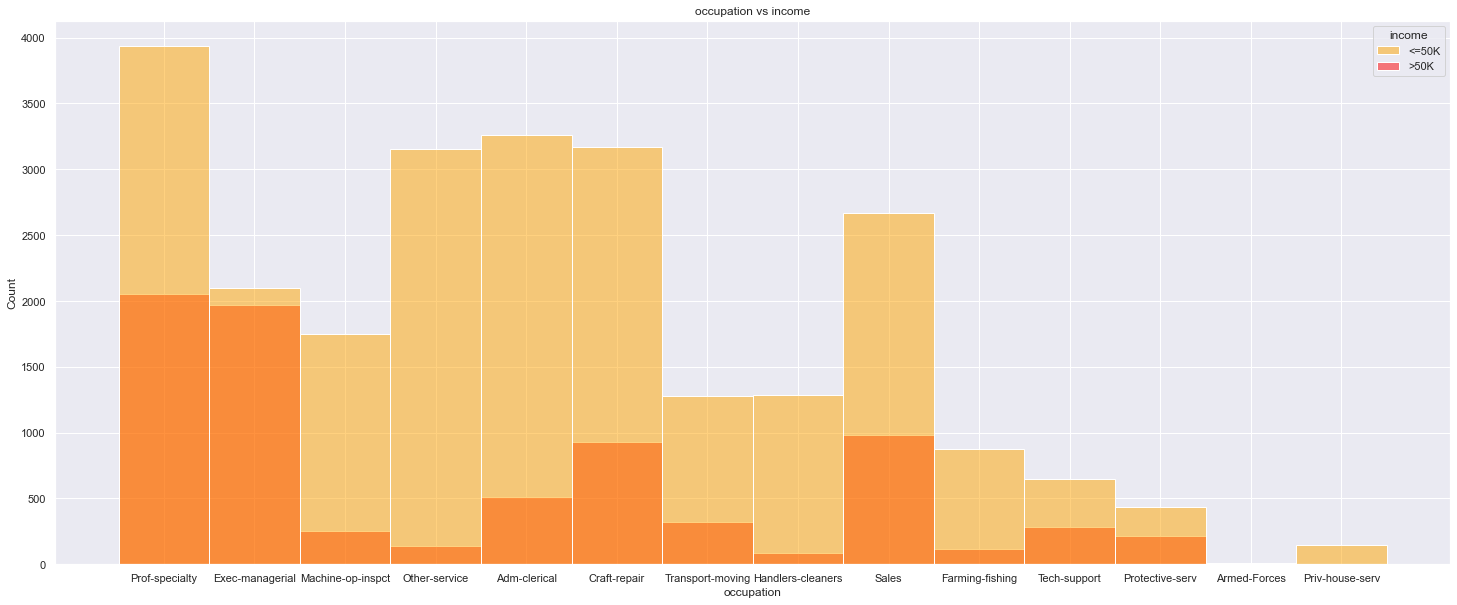 occupation vs income
income
<=50K
>50K
4000
3500
3000
2500
2000
1500
1000
500
0
Count
Prof-specialty Exec-managerial Machine-op-inspct Other-service Adm-clerical Craft-repair Transport-moving Handlers-cleaners Sales Farming-fishing Tech-support Protective-serv Armed-Forces Priv-house-serv
occupation